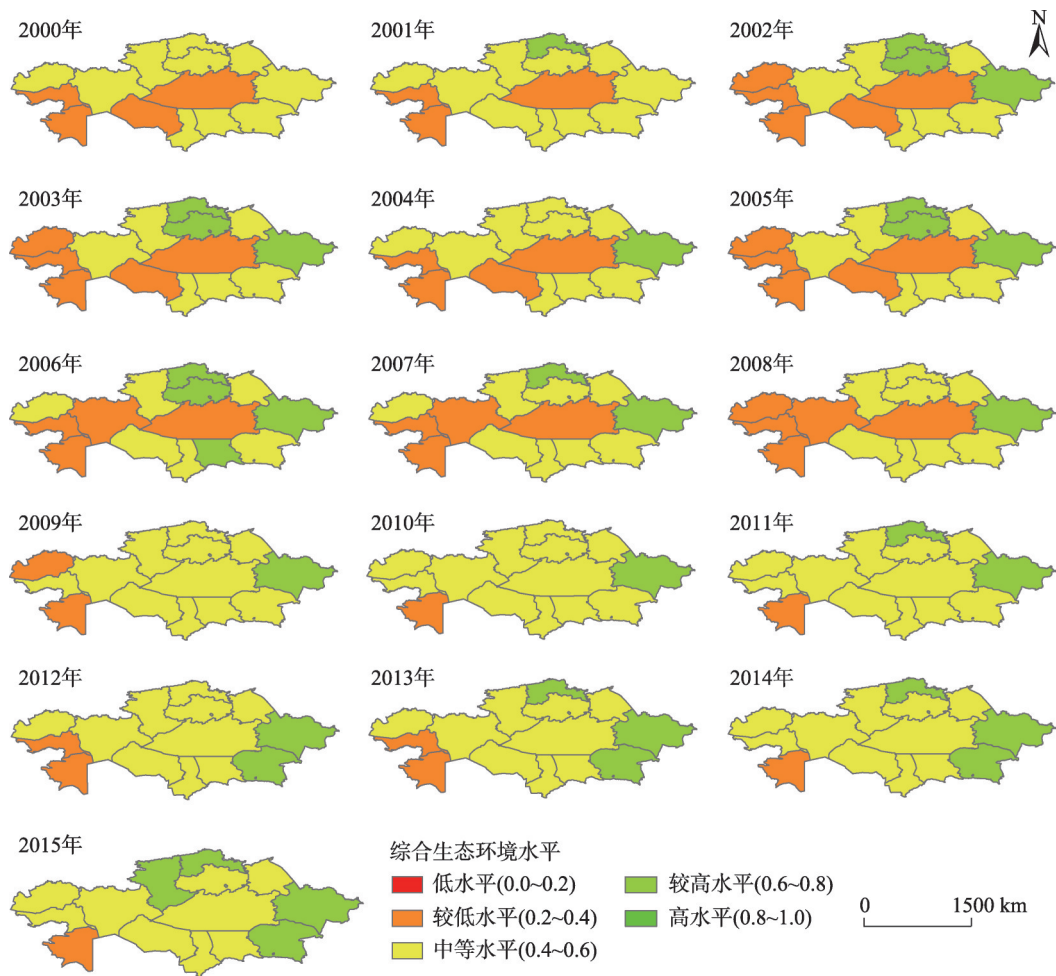 2000年
2001年
2002年
N
2003年
2004年
2005年
2006年
2007年
2008年
2009年
2010年
2011年
2012年
2013年
2014年
2015年
综合生态环境水平
低水平(0.0~0.2)
较低水平(0.2~0.4)
中等水平(0.4~0.6)
较高水平(0.6~0.8)
高水平(0.8~1.0)
0 1500 km